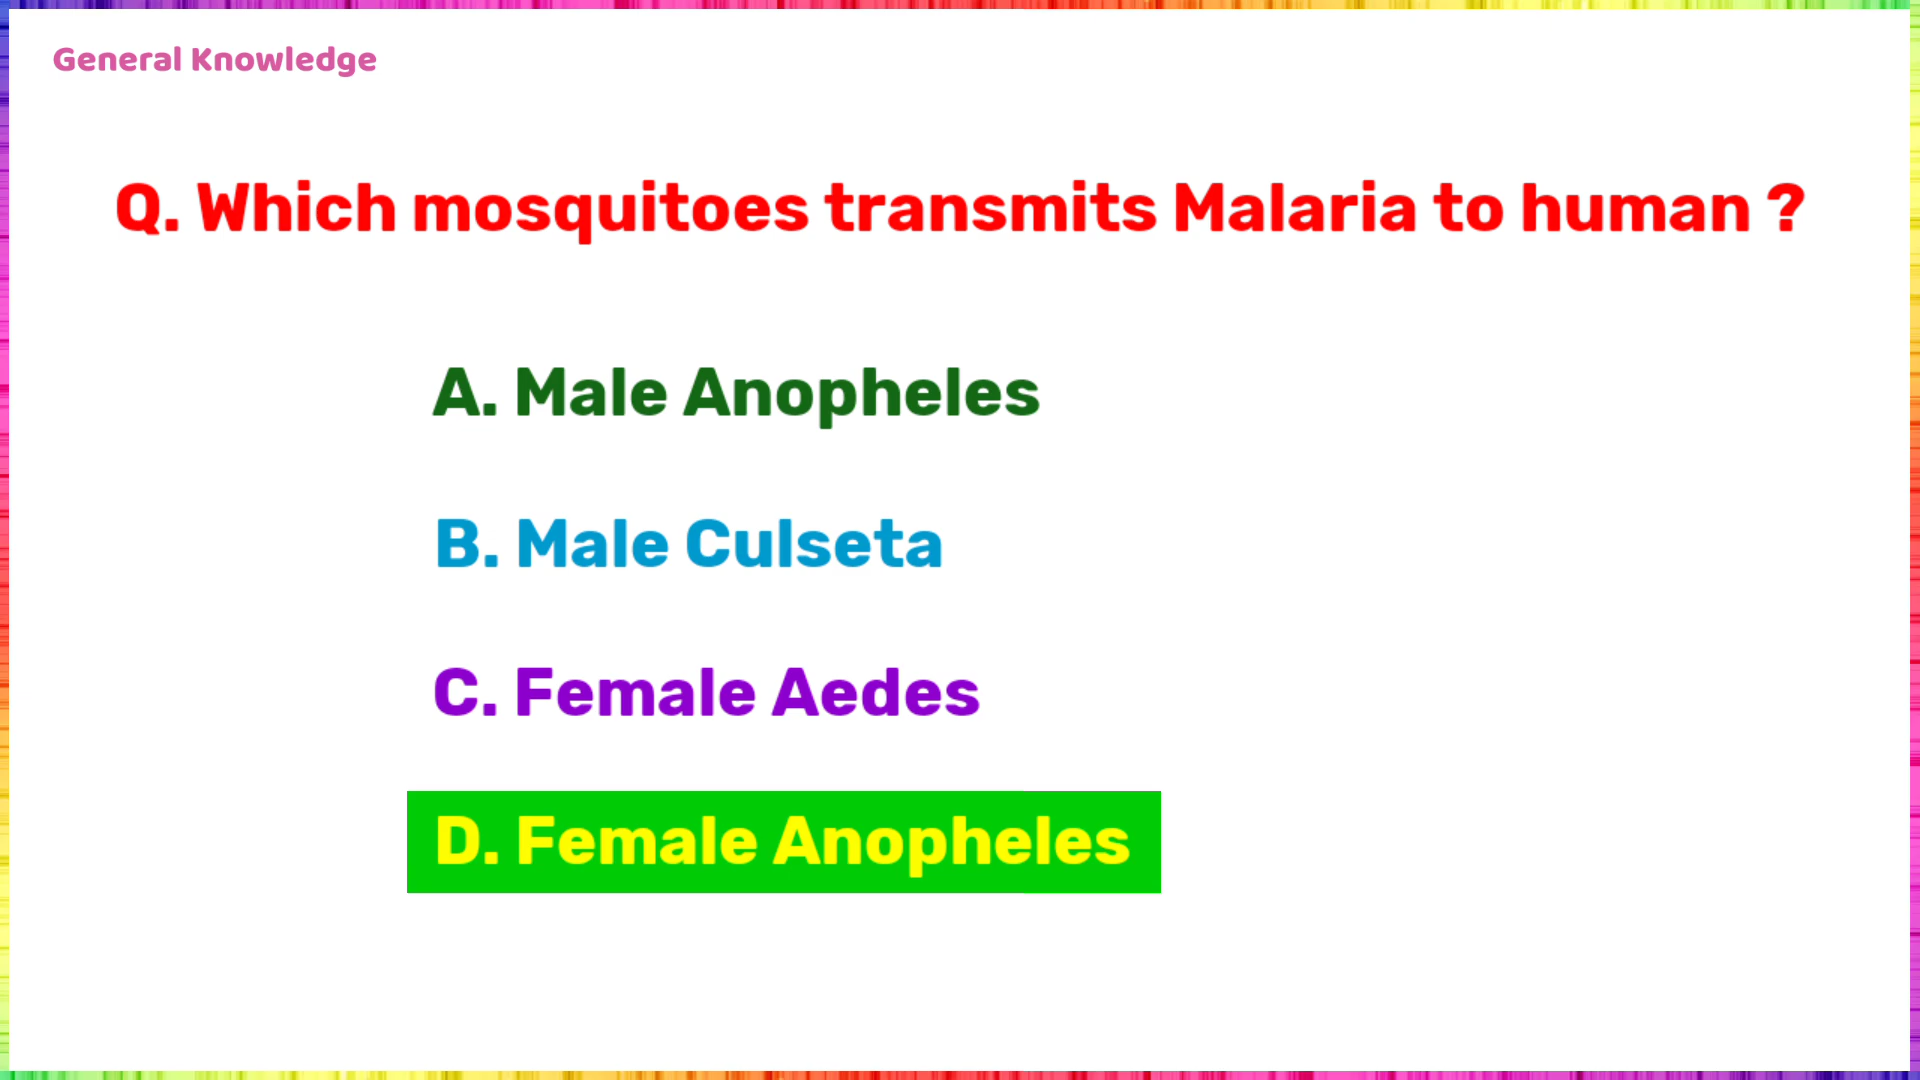 General Knowledge
Q. Which mosquitoes transmits Malaria to human ?
A. Male Anopheles
B. Male Culseta
C. Female Aedes
D. Female Anopheles